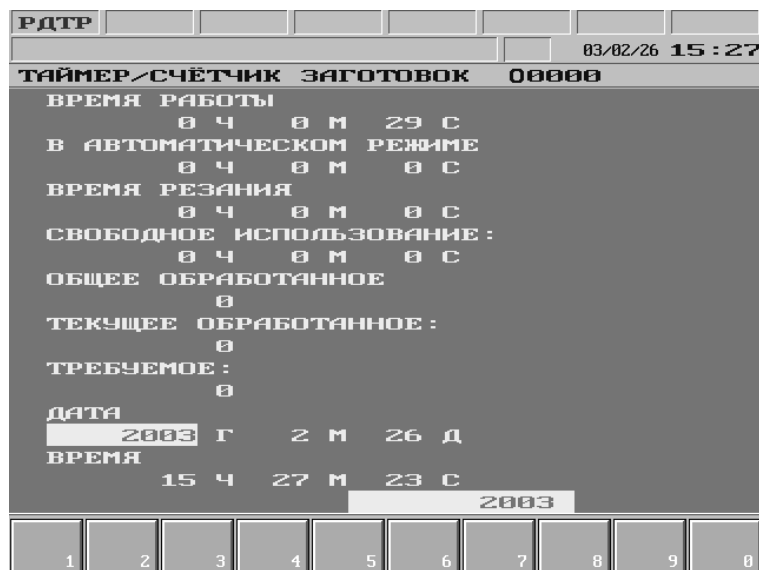 РДТР
03/02/26 15:27
ТАЙМЕР/СЧЁТЧИК ЗАГОТОВОК O0000
ВРЕМЯ РАБОТЫ
0 Ч 0 М 29 С
В АВТОМАТИЧЕСКОМ РЕЖИМЕ
0 Ч 0 М 0 С
ВРЕМЯ РЕЗАНИЯ
0 Ч 0 М 0 С
СВОБОДНОЕ ИСПОЛЬЗОВАНИЕ:
0 Ч 0 М 0 С
ОБЩЕЕ ОБРАБОТАННОЕ
0
ТЕКУЩЕЕ ОБРАБОТАННОЕ:
0
ТРЕБУЕМОЕ:
0
ДАТА
2003 Г 2 М 26 Д
ВРЕМЯ
15 Ч 27 М 23 С
2003
1 2 3 4 5 6 7 8 9 0